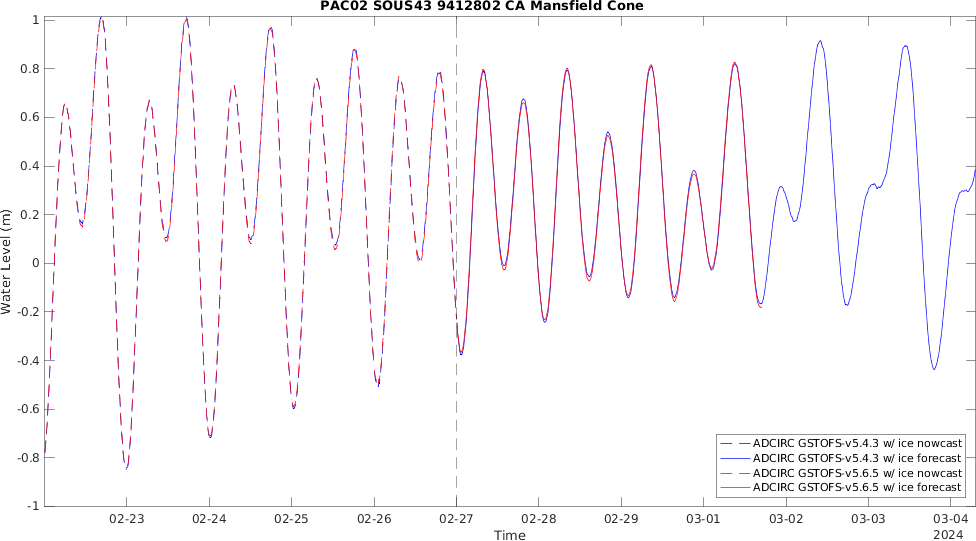 PAC02 SOUS43 9412802 CA Mansfield Cone
1
0.8
0.6
0.4
0.2
0
-0.2
-0.4
-0.6
-0.8
-1
Water Level (m)
ADCIRC GSTOFS-v5.4.3 w/ ice nowcast
ADCIRC GSTOFS-v5.4.3 w/ ice forecast
ADCIRC GSTOFS-v5.6.5 w/ ice nowcast
ADCIRC GSTOFS-v5.6.5 w/ ice forecast
02-23 02-24 02-25 02-26 02-27 02-28 02-29 03-01 03-02 03-03 03-04
Time
2024